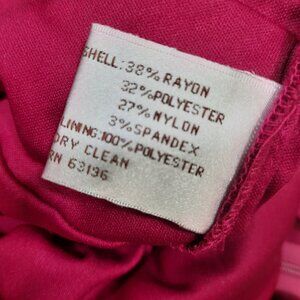 SHELL:38%RAYON
32%POLYESTER
27%NYLON
3%SPANDEX
LINING:100%POLYESTER
DRY CLEAN
RN 63136